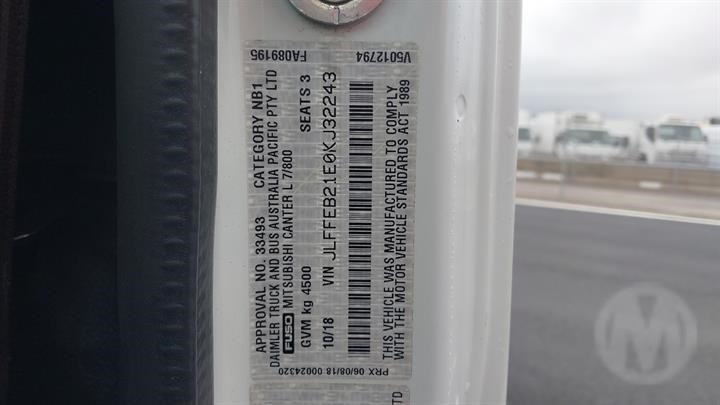 FA089195 V5012794
APPROVAL NO. 33493 CATEGORY NB1
DAIMLER TRUCK AND BUS AUSTRALIA PACIFIC PTY LTD
FUSO MITSUBISHI CANTER L 7/800
GVM kg 4500 SEATS 3
10/18 VIN JLFFEB21E0KJ32243
THIS VEHICLE WAS MANUFACTURED TO COMPLY
WITH THE MOTOR VEHICLE STANDARDS ACT 1989
PRX 06/08/18 00024320
LTD
M